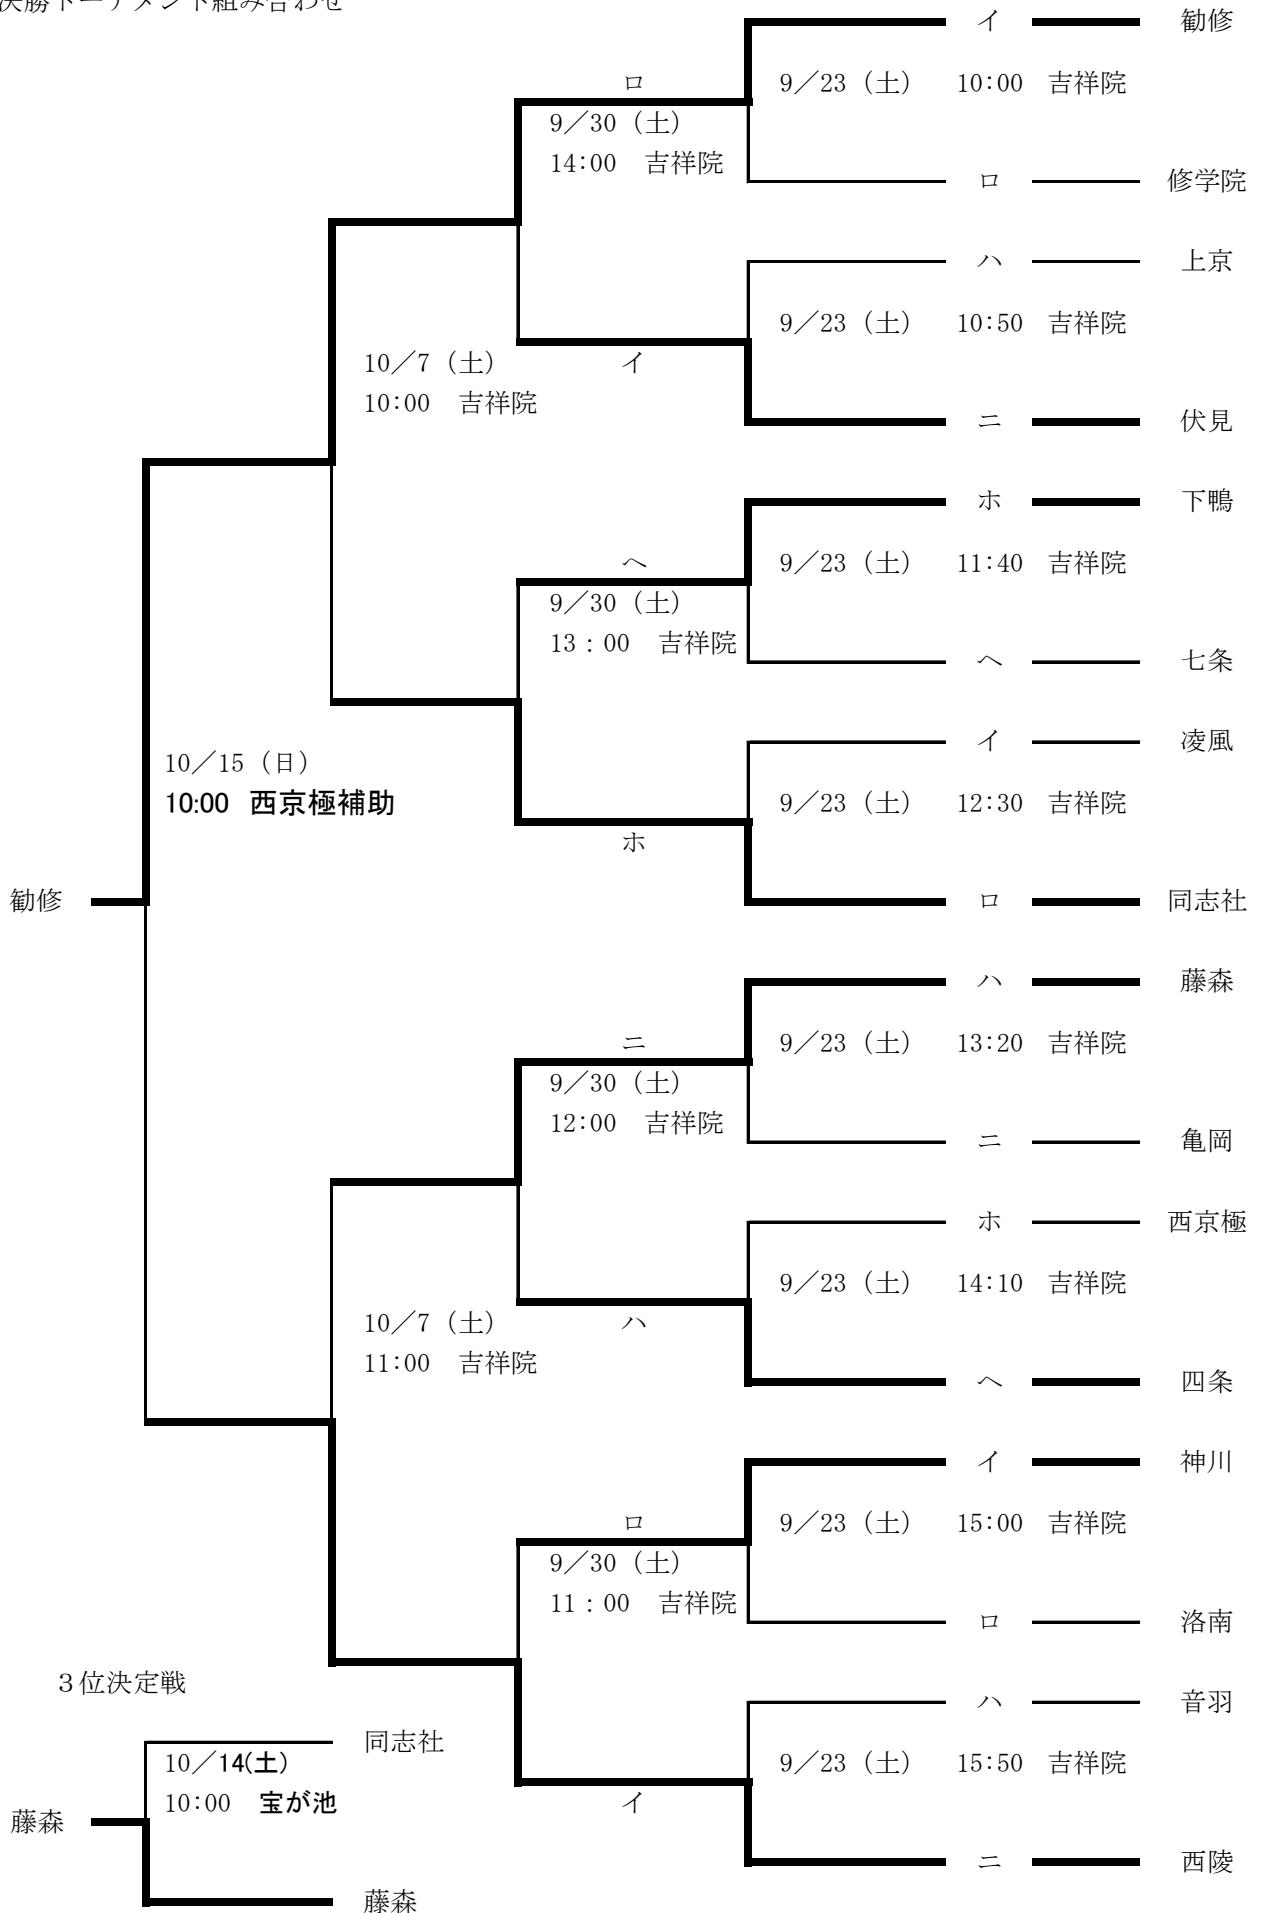 決勝トーナメント組み合わせ
イ 勧修
9／23（土） 10:00 吉祥院
ロ
9／30（土）
14:00 吉祥院
ロ 修学院
ハ 上京
9／23（土） 10:50 吉祥院
イ
10／7（土）
10:00 吉祥院
ニ 伏見
ホ 下鴨
9／23（土） 11:40 吉祥院
ヘ
9／30（土）
13：00 吉祥院
ヘ 七条
イ 凌風
10／15（日）
10:00 西京極補助
9／23（土） 12:30 吉祥院
ホ
勧修
ロ 同志社
ハ 藤森
9／23（土） 13:20 吉祥院
ニ
9／30（土）
12:00 吉祥院
ニ 亀岡
ホ 西京極
9／23（土） 14:10 吉祥院
ハ
10／7（土）
11:00 吉祥院
ヘ 四条
イ 神川
9／23（土） 15:00 吉祥院
ロ
9／30（土）
11：00 吉祥院
ロ 洛南
ハ 音羽
9／23（土） 15:50 吉祥院
イ
ニ 西陵
３位決定戦
同志社
10／14(土)
10:00 宝が池
藤森
藤森